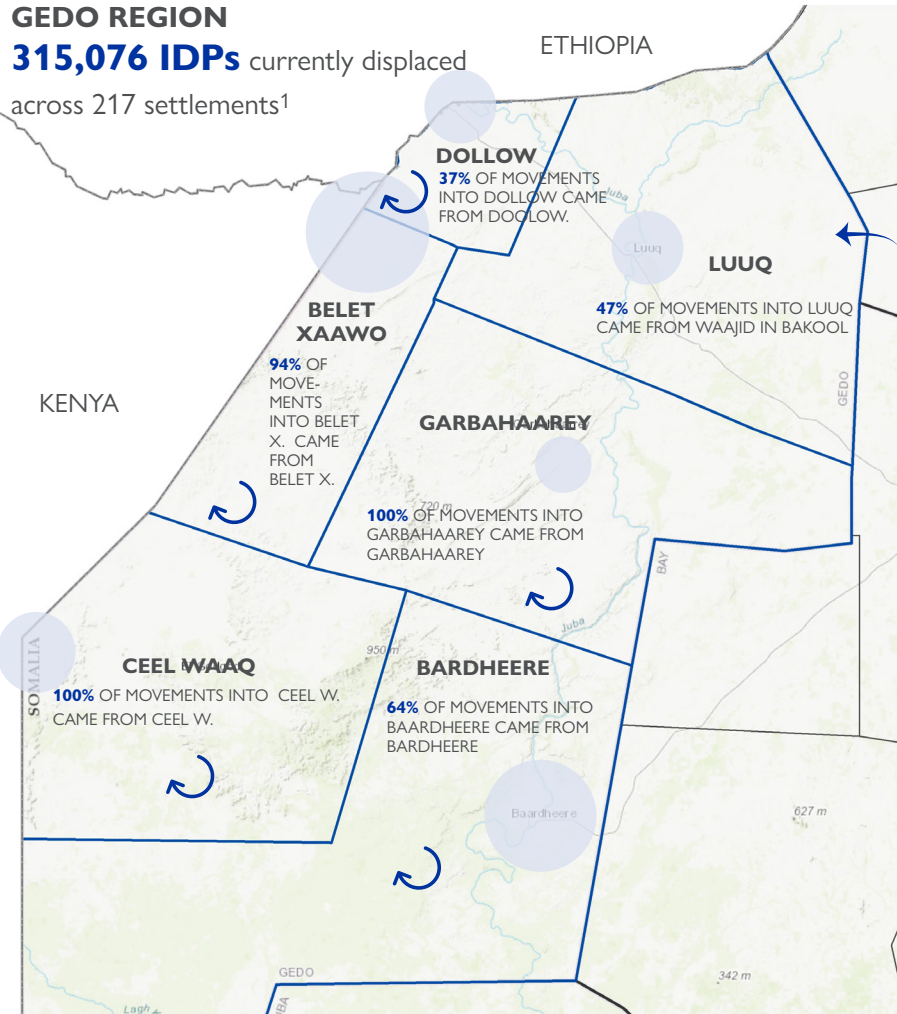 GEDO REGION
315,076 IDPs currently displaced
across 217 settlements¹
ETHIOPIA
DOLLOW
37% OF MOVEMENTS
INTO DOLLOW CAME
FROM DOOLOW.
Juba
Luuq
LUUQ
47% OF MOVEMENTS INTO LUUQ
CAME FROM WAAJID IN BAKOOL
BELET
XAAWO
94% OF
MOVE-
MENTS
INTO BELET
X. CAME
FROM
BELET X.
KENYA
GEDO
GARBAHAAREY
720 m
100% OF MOVEMENTS INTO
GARBAHAAREY CAME FROM
GARBAHAAREY
BAY
Juba
950 m
SOMALIA
CEEL WAAQ
100% OF MOVEMENTS INTO CEEL W.
CAME FROM CEEL W.
BARDHEERE
64% OF MOVEMENTS INTO
BAARDHEERE CAME FROM
BARDHEERE
Baardheere
627 m
GEDO
342 m
Lagh